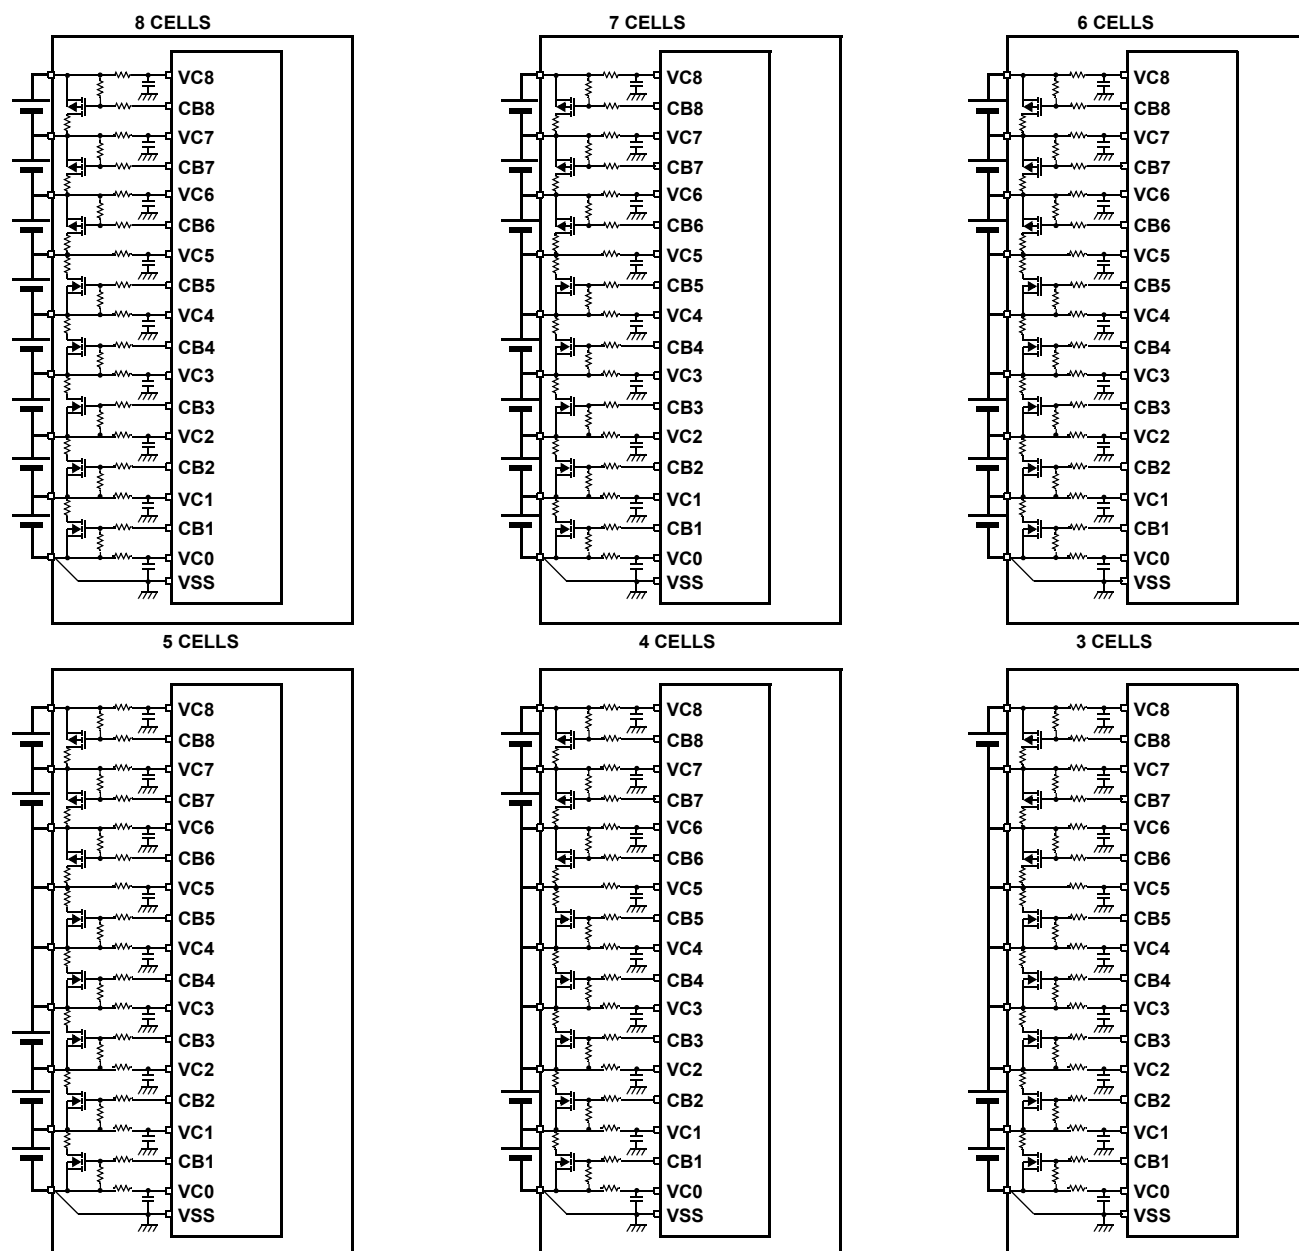 8 CELLS
VC8
CB8
VC7
CB7
VC6
CB6
VC5
CB5
VC4
CB4
VC3
CB3
VC2
CB2
VC1
CB1
VC0
VSS
7 CELLS
VC8
CB8
VC7
CB7
VC6
CB6
VC5
CB5
VC4
CB4
VC3
CB3
VC2
CB2
VC1
CB1
VC0
VSS
6 CELLS
VC8
CB8
VC7
CB7
VC6
CB6
VC5
CB5
VC4
CB4
VC3
CB3
VC2
CB2
VC1
CB1
VC0
VSS
5 CELLS
VC8
CB8
VC7
CB7
VC6
CB6
VC5
CB5
VC4
CB4
VC3
CB3
VC2
CB2
VC1
CB1
VC0
VSS
4 CELLS
VC8
CB8
VC7
CB7
VC6
CB6
VC5
CB5
VC4
CB4
VC3
CB3
VC2
CB2
VC1
CB1
VC0
VSS
3 CELLS
VC8
CB8
VC7
CB7
VC6
CB6
VC5
CB5
VC4
CB4
VC3
CB3
VC2
CB2
VC1
CB1
VC0
VSS